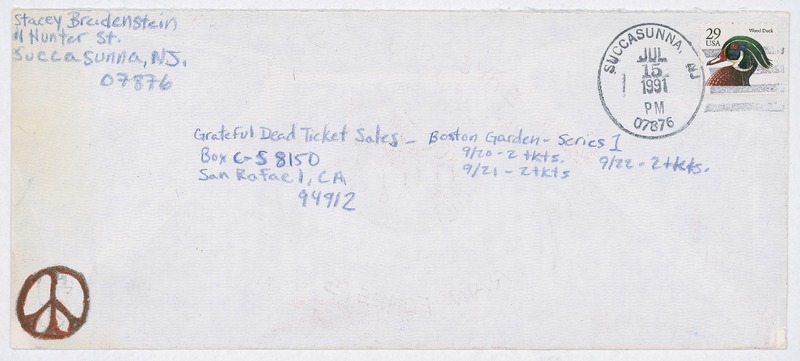 Stacey Breidenstein
11 Hunter St.
Succasunna, NJ.
07876
SUCCASUNNA, NJ
JUL
15
1991
PM
07876
29
USA
Wood Duck
Grateful Dead Ticket Sales - Boston Garden - Series I
Box C-S 8150
9/20 - 2 tkts.
9/22 - 2 tkts.
San Rafael, CA
9/21 - 2 tkts
94912